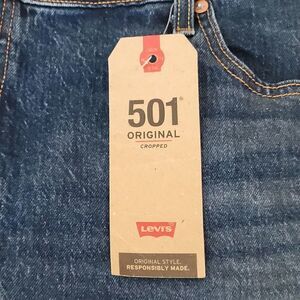 501
ORIGINAL
CROPPED
Levi's
ORIGINAL STYLE.
RESPONSIBLY MADE.